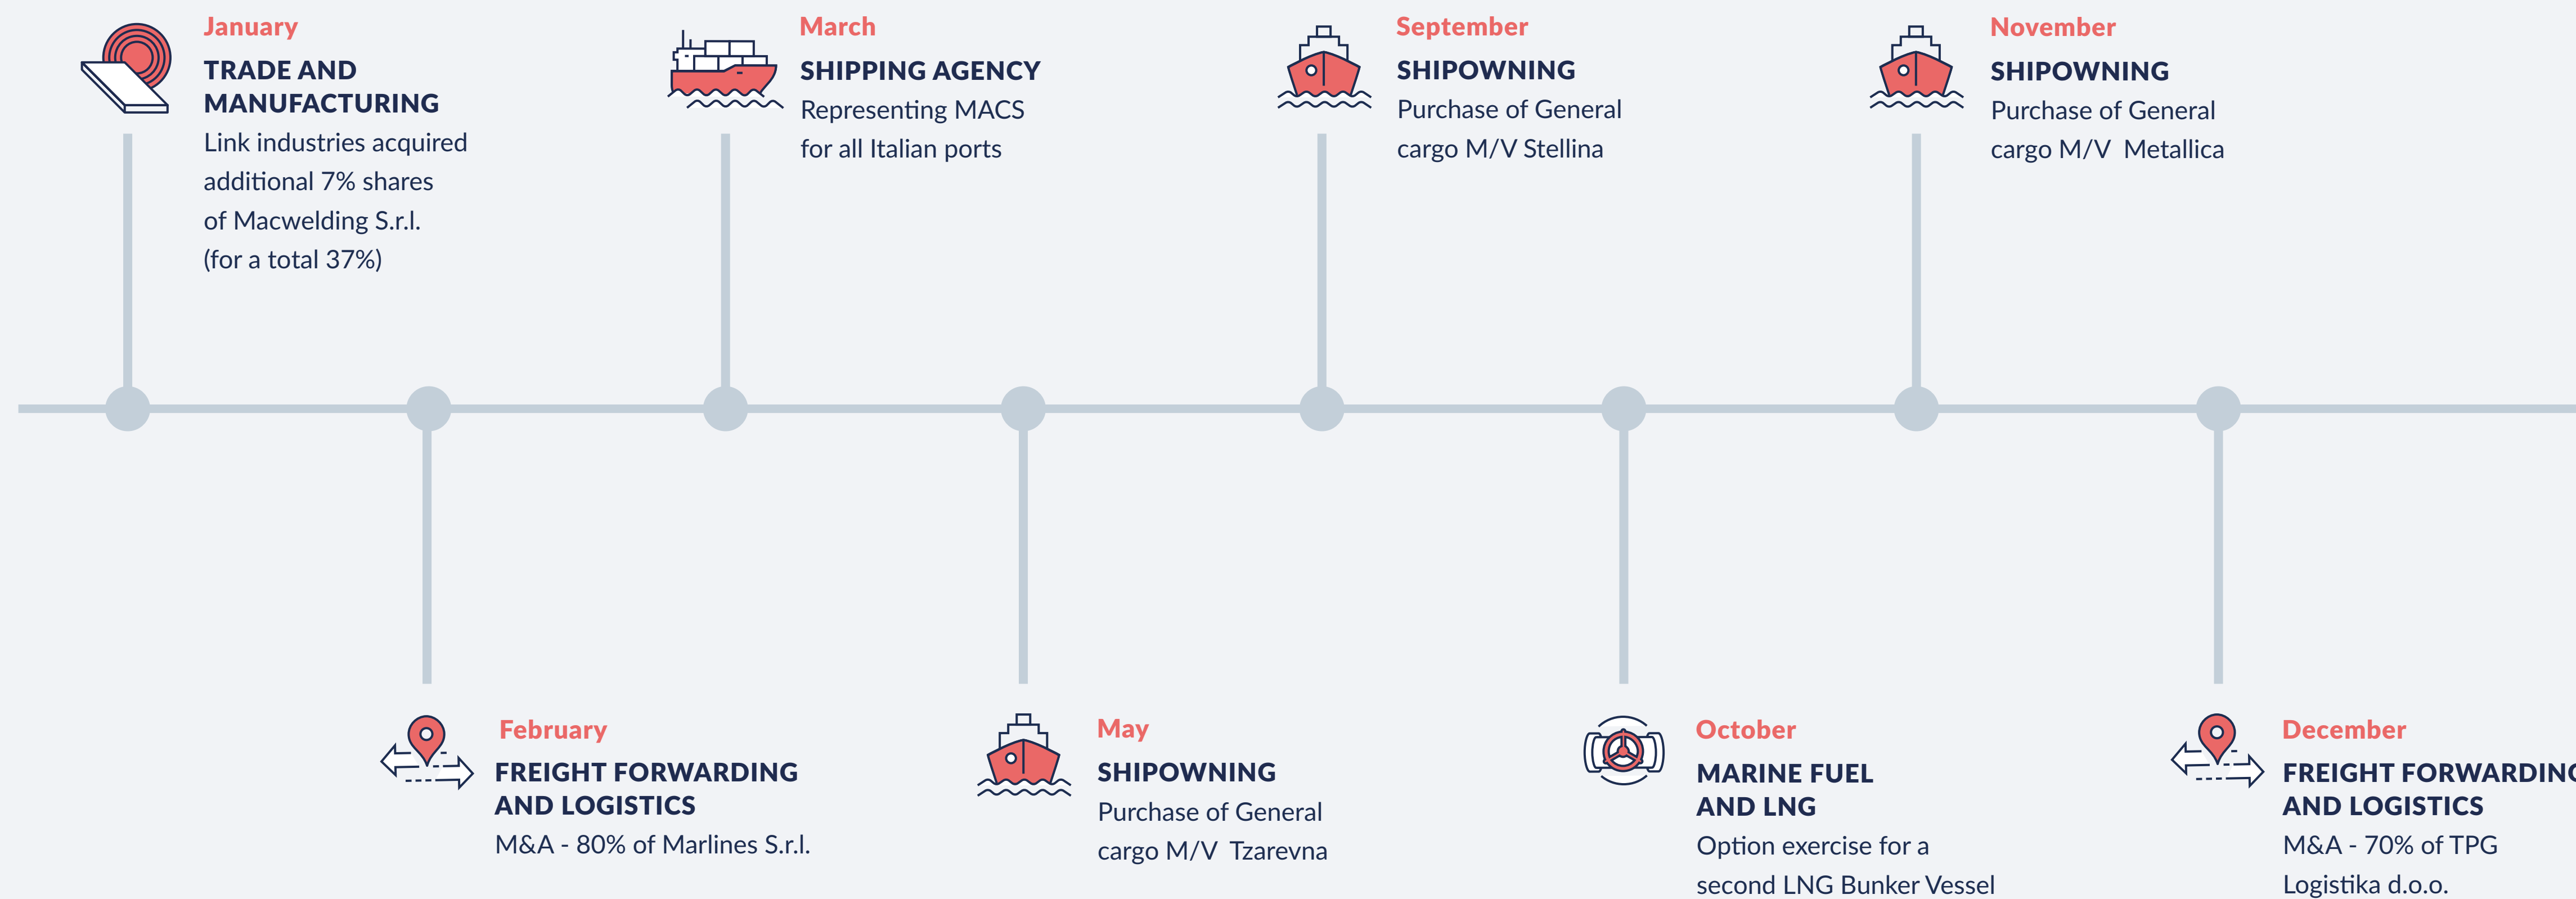 January
TRADE AND
MANUFACTURING
Link industries acquired
additional 7% shares
of Macwelding S.r.l.
(for a total 37%)
March
SHIPPING AGENCY
Representing MACS
for all Italian ports
September
SHIPOWNING
Purchase of General
cargo M/V Stellina
November
SHIPOWNING
Purchase of General
cargo M/V Metallica
February
FREIGHT FORWARDING
AND LOGISTICS
M&A - 80% of Marlines S.r.l.
May
SHIPOWNING
Purchase of General
cargo M/V Tzarevna
October
MARINE FUEL
AND LNG
Option exercise for a
second LNG Bunker Vessel
December
FREIGHT FORWARDING
AND LOGISTICS
M&A - 70% of TPG
Logistika d.o.o.